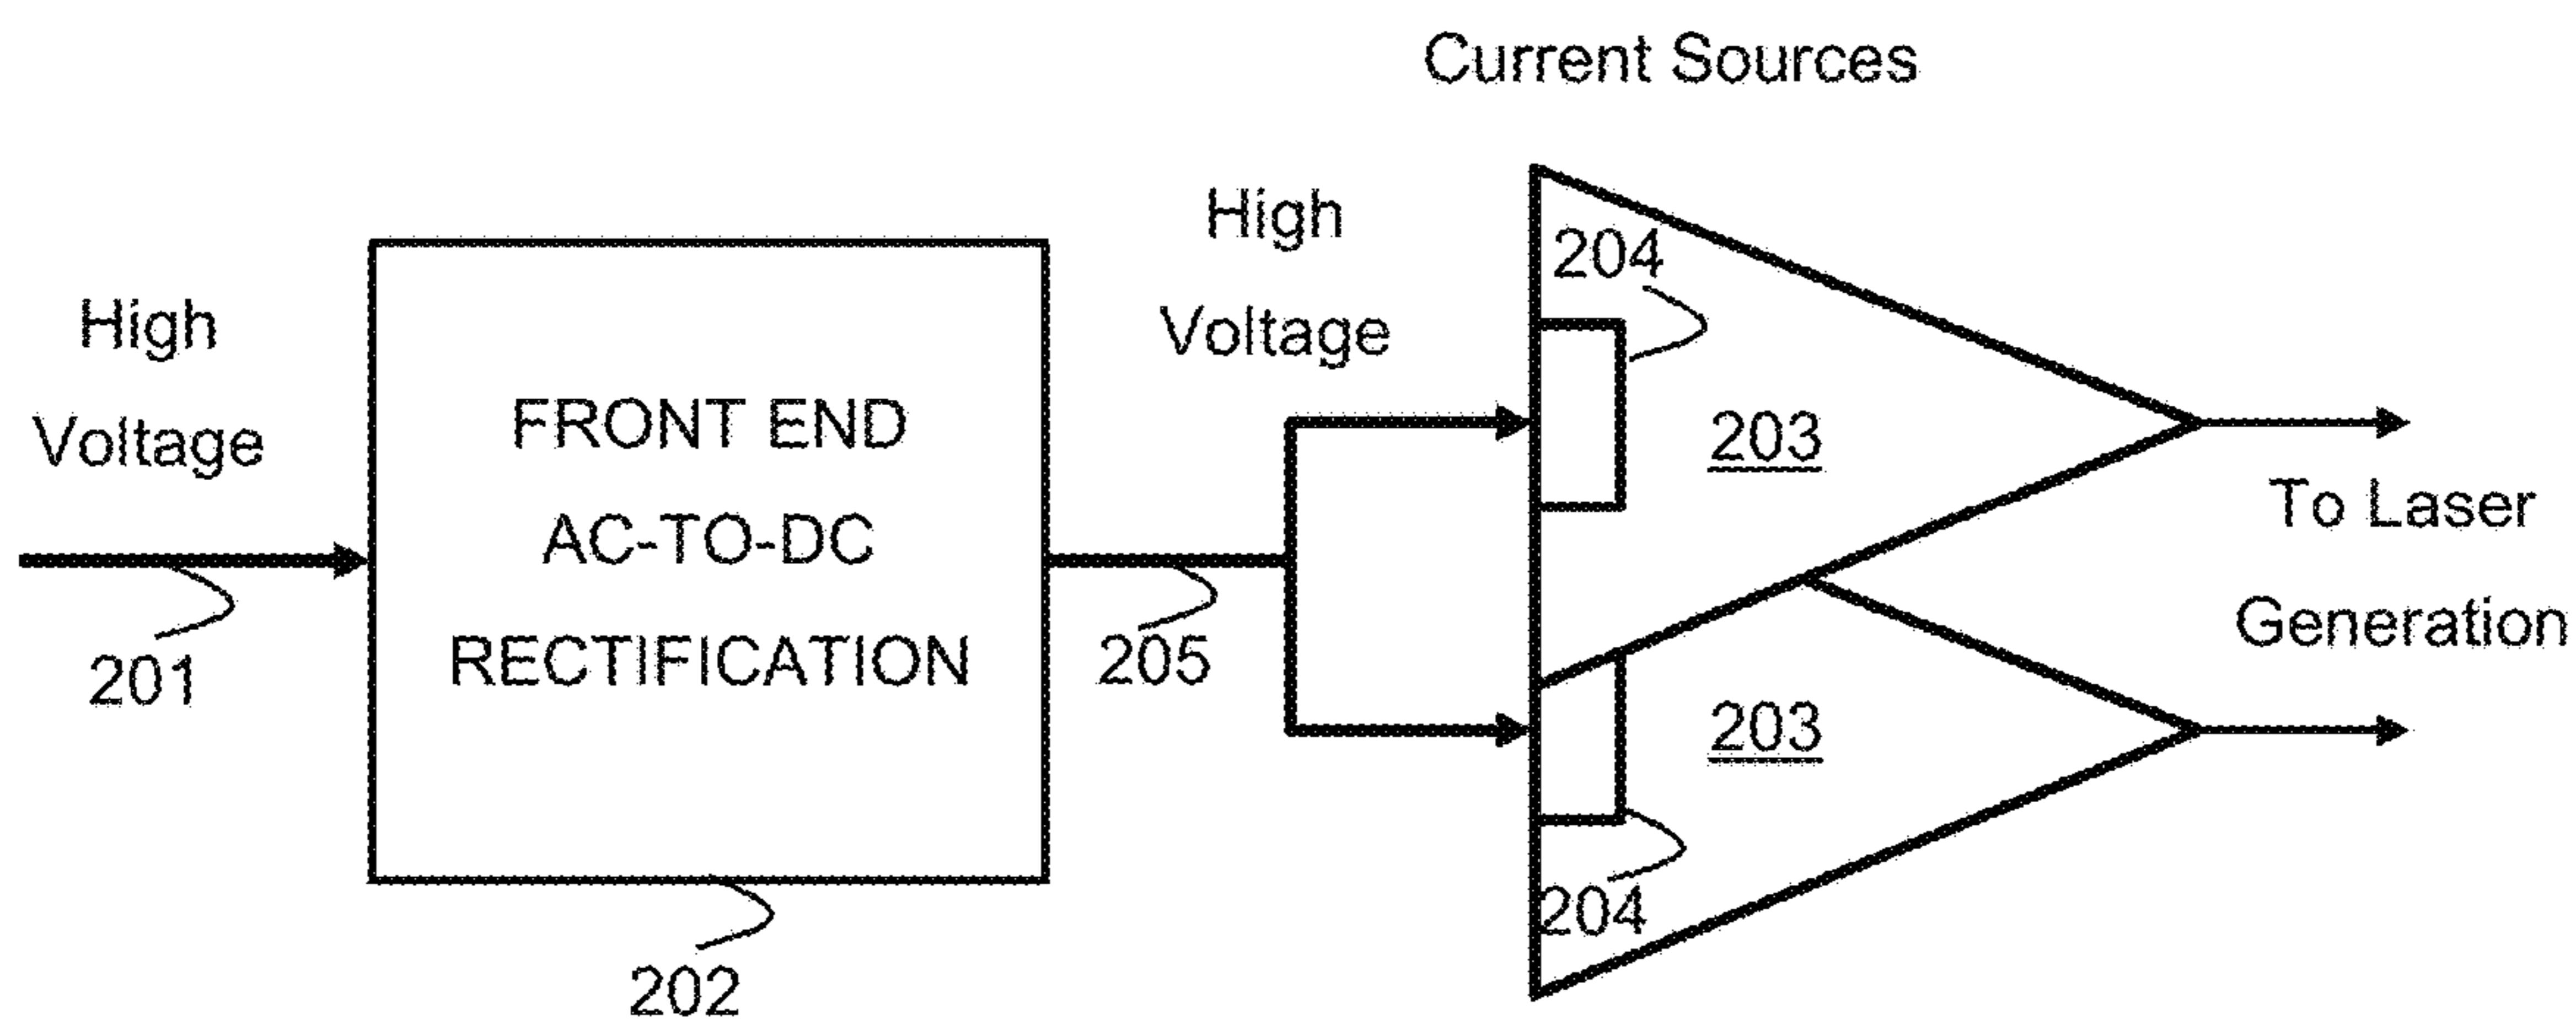 Current Sources
High
Voltage
204
High
Voltage
FRONT END
AC-TO-DC
RECTIFICATION
203
To Laser
Generation
201
205
203
204
202